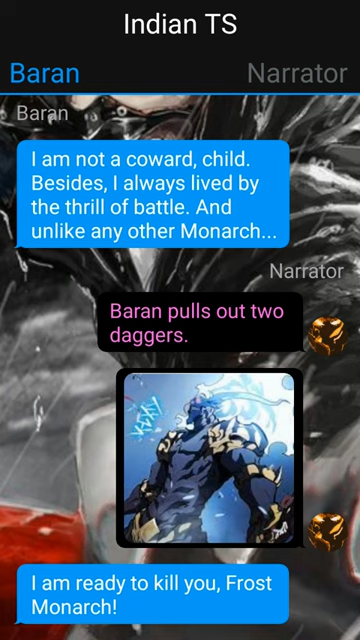 Indian TS
Baran Narrator
Baran
I am not a coward, child.
Besides, I always lived by
the thrill of battle. And
unlike any other Monarch...
Narrator
Baran pulls out two
daggers.
I am ready to kill you, Frost
Monarch!